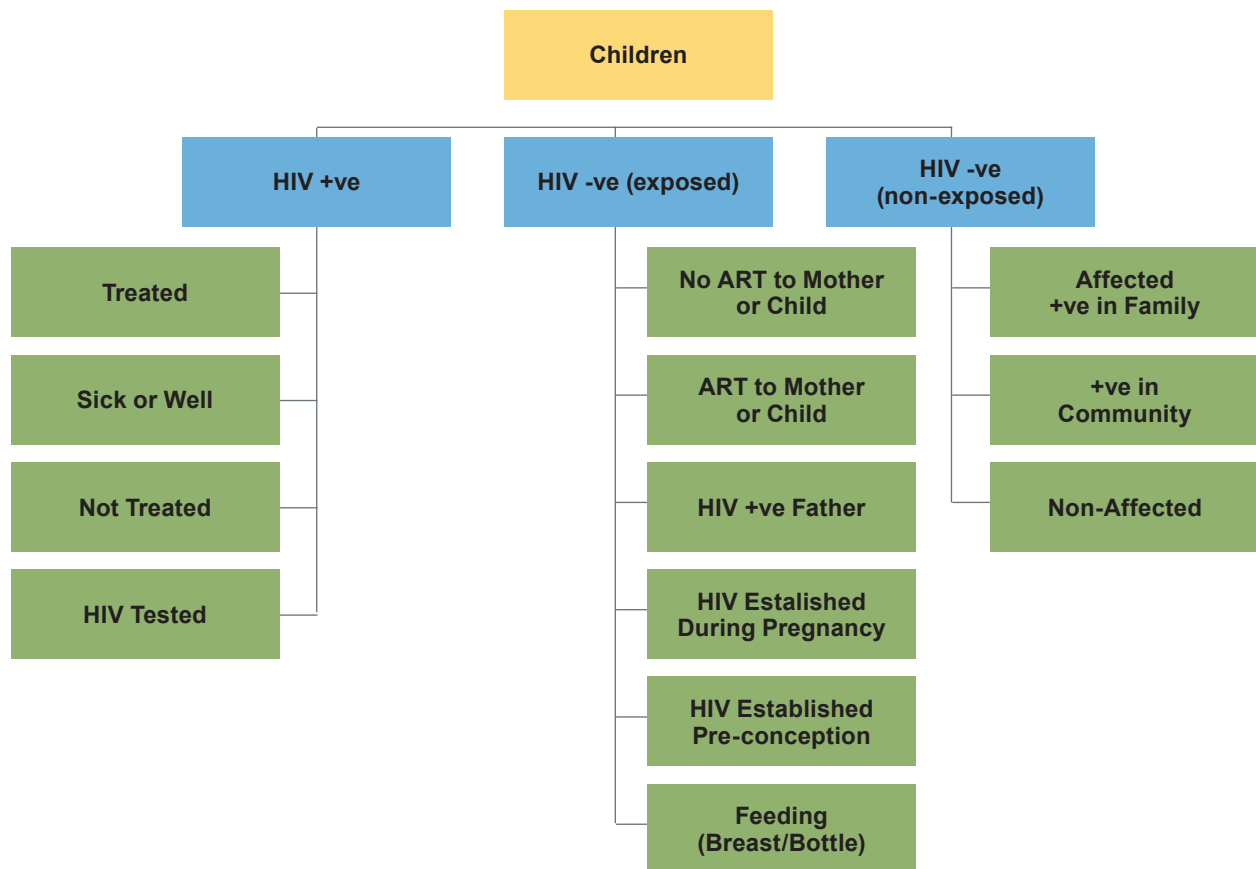 Children
HIV +ve
HIV -ve (exposed)
HIV -ve
(non-exposed)
Treated
Sick or Well
Not Treated
HIV Tested
No ART to Mother
or Child
ART to Mother
or Child
HIV +ve Father
HIV Estalished
During Pregnancy
HIV Established
Pre-conception
Feeding
(Breast/Bottle)
Affected
+ve in Family
+ve in
Community
Non-Affected